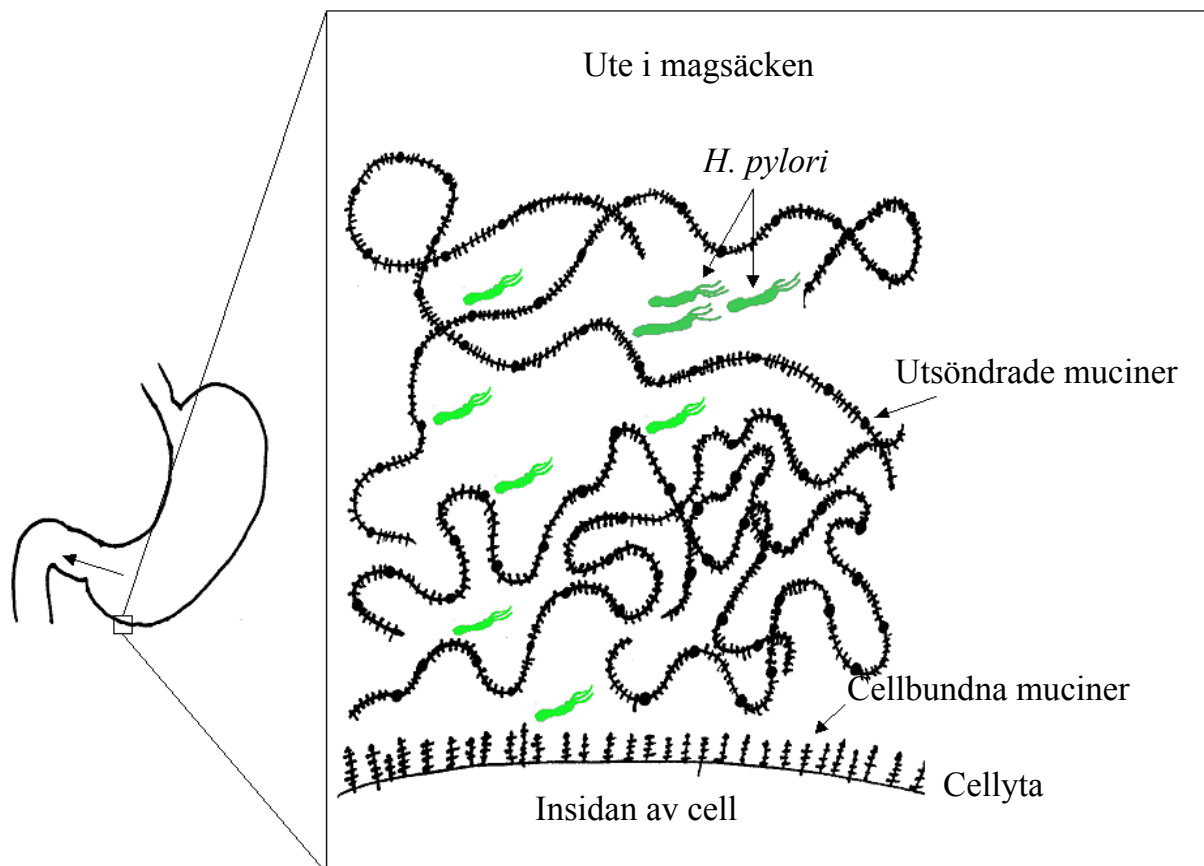 Ute i magsäcken
H. pylori
Utsöndrade muciner
Cellbundna muciner
Cellyta
Insidan av cell